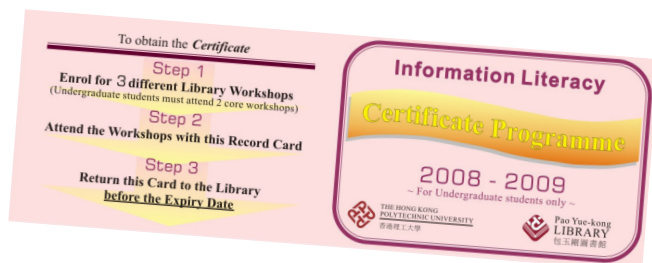 To obtain the Certificate
Step 1
Enrol for 3 different Library Workshops
(Undergraduate students must attend 2 core workshops)
Step 2
Attend the Workshops with this Record Card
Step 3
Return this Card to the Library
before the Expiry Date
Information Literacy
Certificate Programme
2008 - 2009
~ For Undergraduate students only ~
THE HONG KONG
POLYTECHNIC UNIVERSITY
香港理工大學
Pao Yue-kong
LIBRARY
包玉剛圖書館